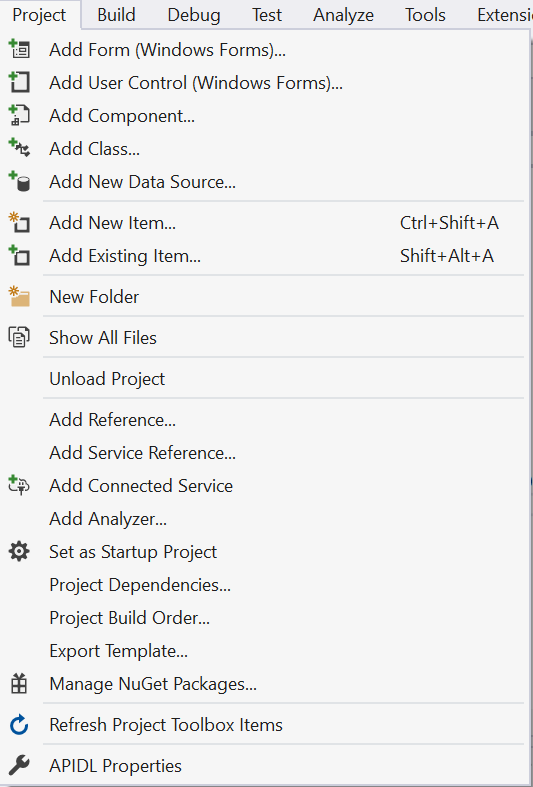 Project Build Debug Test Analyze Tools Extensi
Add Form (Windows Forms)...
Add User Control (Windows Forms)...
Add Component...
Add Class...
Add New Data Source...
Add New Item... Ctrl+Shift+A
Add Existing Item... Shift+Alt+A
New Folder
Show All Files
Unload Project
Add Reference...
Add Service Reference...
Add Connected Service
Add Analyzer...
Set as Startup Project
Project Dependencies...
Project Build Order...
Export Template...
Manage NuGet Packages...
Refresh Project Toolbox Items
APIDL Properties